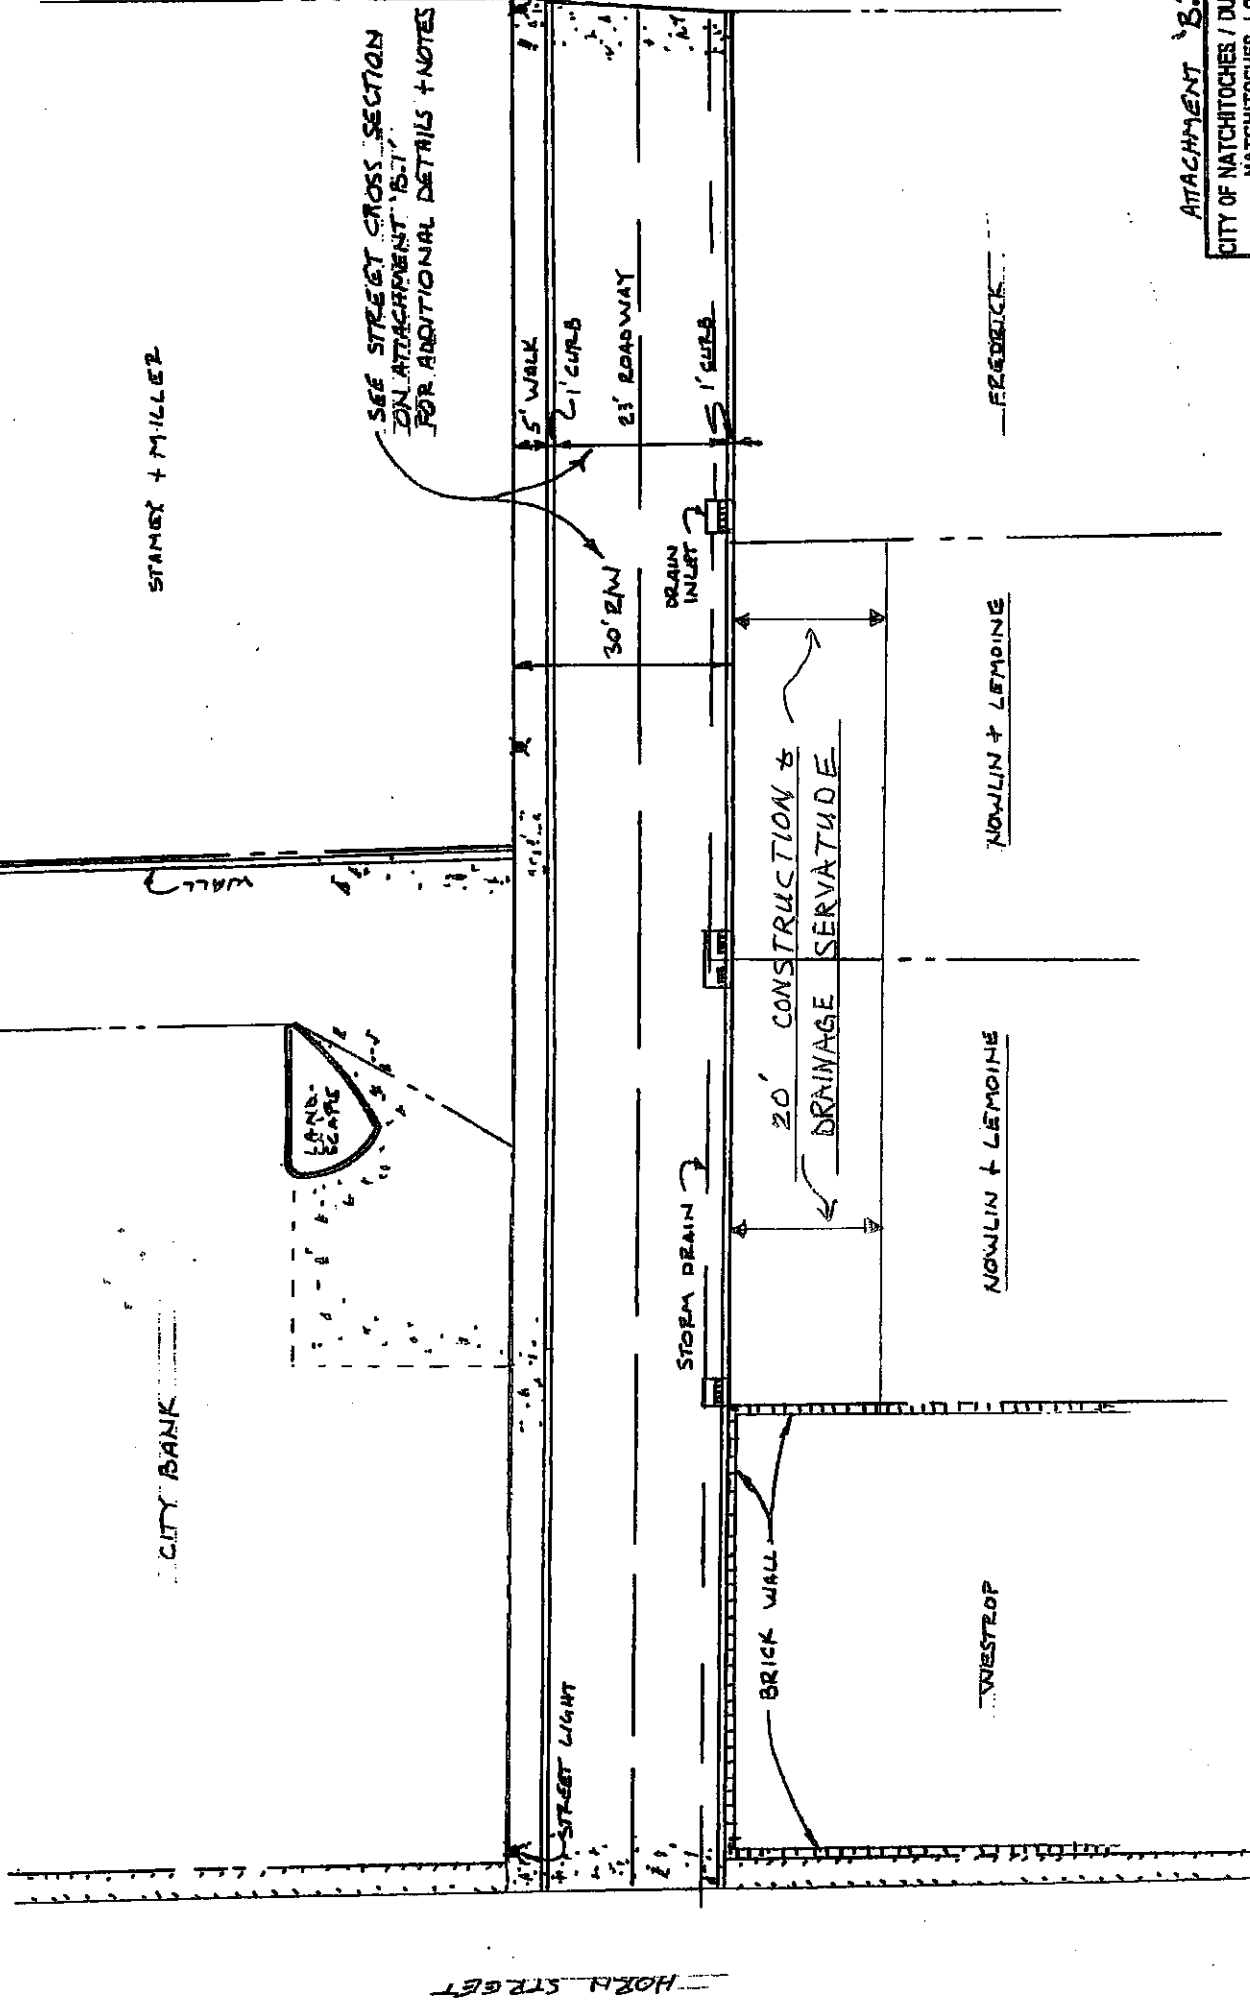 STAMEY + MILLER
SEE STREET CROSS SECTION
ON ATTACHMENT 'B-1'
FOR ADDITIONAL DETAILS + NOTES
5' WALK
1' CURB
23' ROADWAY
1' CURB
30' R/W
DRAIN
INLET
WALL
LAND-
SCAPE
CITY BANK
STREET LIGHT
STORM DRAIN
20' CONSTRUCTION &
DRAINAGE SERVATUDE
BRICK WALL
FREDRICK
NOWLIN + LEMOINE
NOWLIN + LEMOINE
WESTROP
HORN STREET
ATTACHMENT "B.
CITY OF NATCHITOCHES / DU